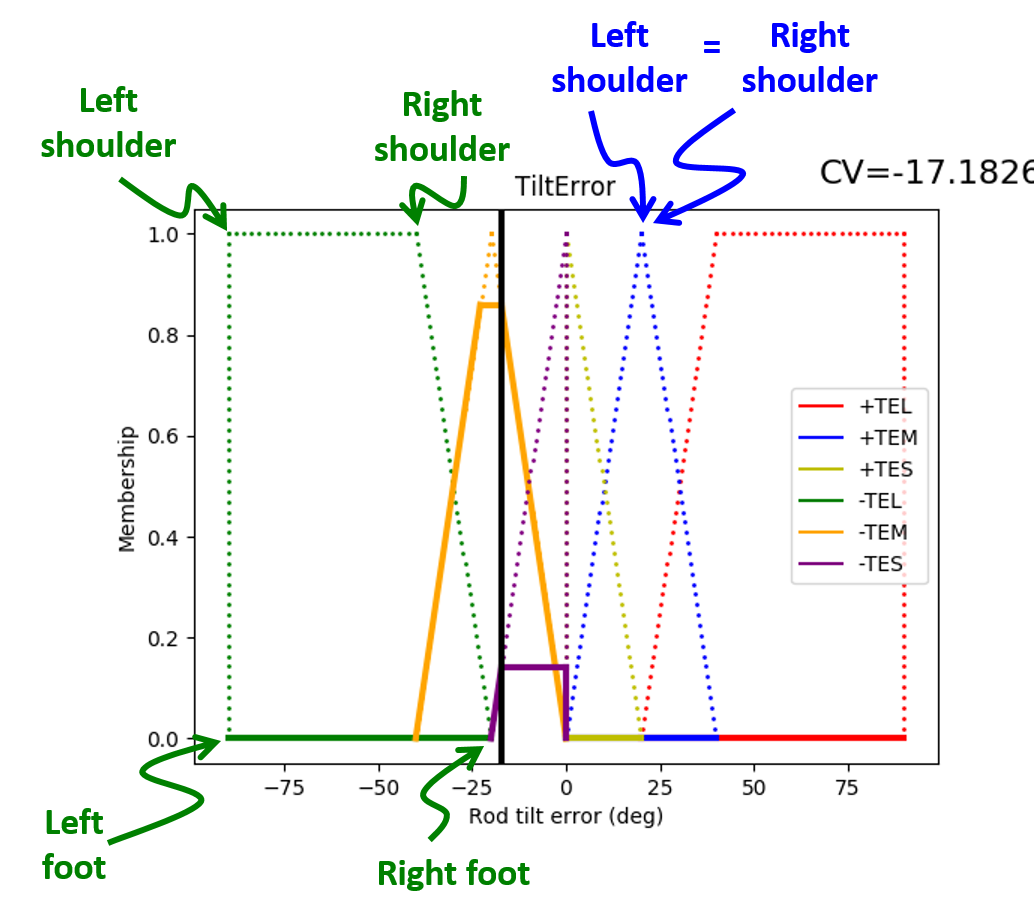 Left = Right
shoulder shoulder
Left
shoulder
Right
shoulder
CV=-17.1826
TiltError
1.0
0.8
0.6
0.4
0.2
0.0
Membership
+TEL
+TEM
+TES
-TEL
-TEM
-TES
−75 −50 −25 0 25 50 75
Rod tilt error (deg)
Left
foot
Right foot